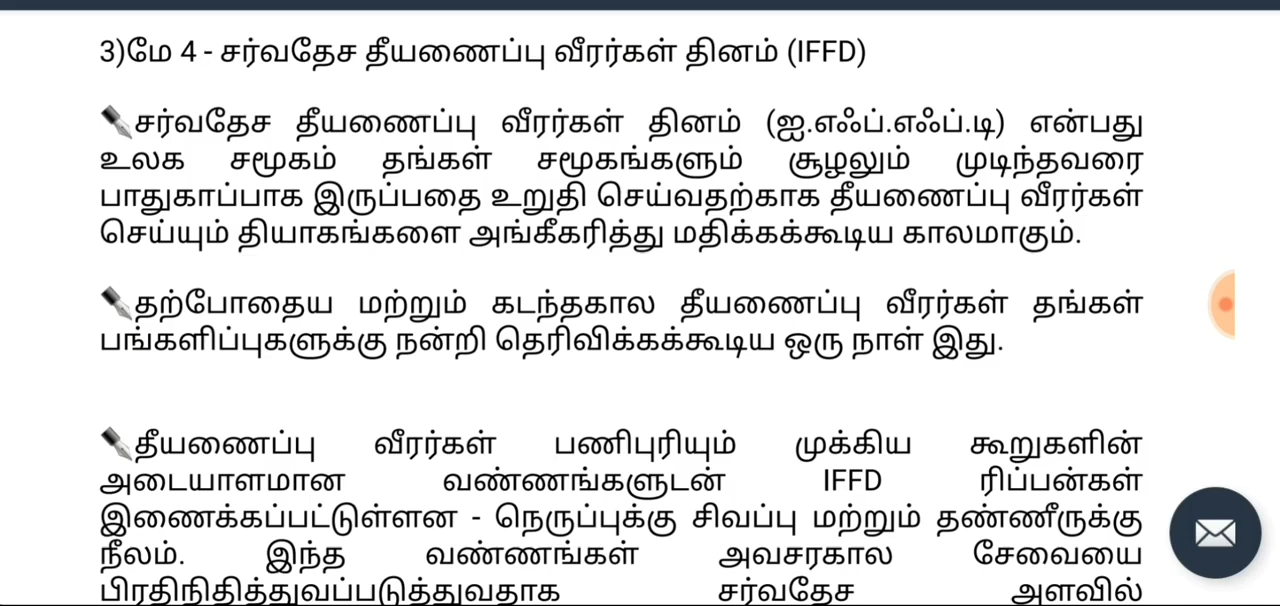 3)மே 4 - சர்வதேச தீயணைப்பு வீரர்கள் தினம் (IFFD)
✒சர்வதேச தீயணைப்பு வீரர்கள் தினம் (ஐ.எஃப்.எஃப்.டி) என்பது
உலக சமூகம் தங்கள் சமூகங்களும் சூழலும் முடிந்தவரை
பாதுகாப்பாக இருப்பதை உறுதி செய்வதற்காக தீயணைப்பு வீரர்கள்
செய்யும் தியாகங்களை அங்கீகரித்து மதிக்கக்கூடிய காலமாகும்.
✒தற்போதைய மற்றும் கடந்தகால தீயணைப்பு வீரர்கள் தங்கள்
பங்களிப்புகளுக்கு நன்றி தெரிவிக்கக்கூடிய ஒரு நாள் இது.
✒தீயணைப்பு வீரர்கள் பணிபுரியும் முக்கிய கூறுகளின்
அடையாளமான வண்ணங்களுடன் IFFD ரிப்பன்கள்
இணைக்கப்பட்டுள்ளன - நெருப்புக்கு சிவப்பு மற்றும் தண்ணீருக்கு
நீலம். இந்த வண்ணங்கள் அவசரகால சேவையை
பிரதிநிதித்துவப்படுத்துவதாக சர்வதேச அளவில்